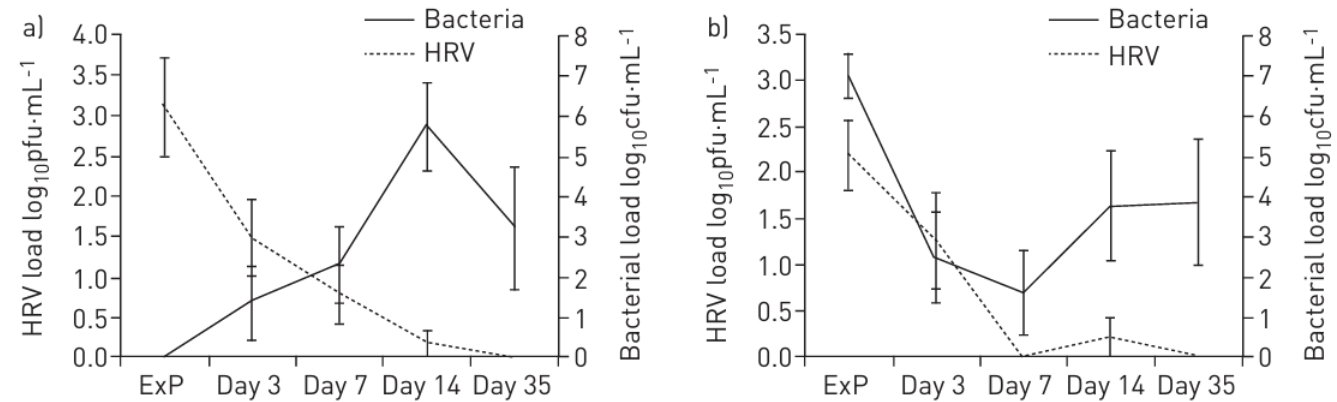 a)
Bacteria
HRV
HRV load log10pfu·mL-1
4.0
3.5
3.0
2.5
2.0
1.5
1.0
0.5
0.0
8
7
6
5
4
3
2
1
0
Bacterial load log10cfu·mL-1
ExP Day 3 Day 7 Day 14 Day 35
b)
Bacteria
HRV
HRV load log10pfu·mL-1
3.5
3.0
2.5
2.0
1.5
1.0
0.5
0.0
8
7
6
5
4
3
2
1
0
Bacterial load log10cfu·mL-1
ExP Day 3 Day 7 Day 14 Day 35